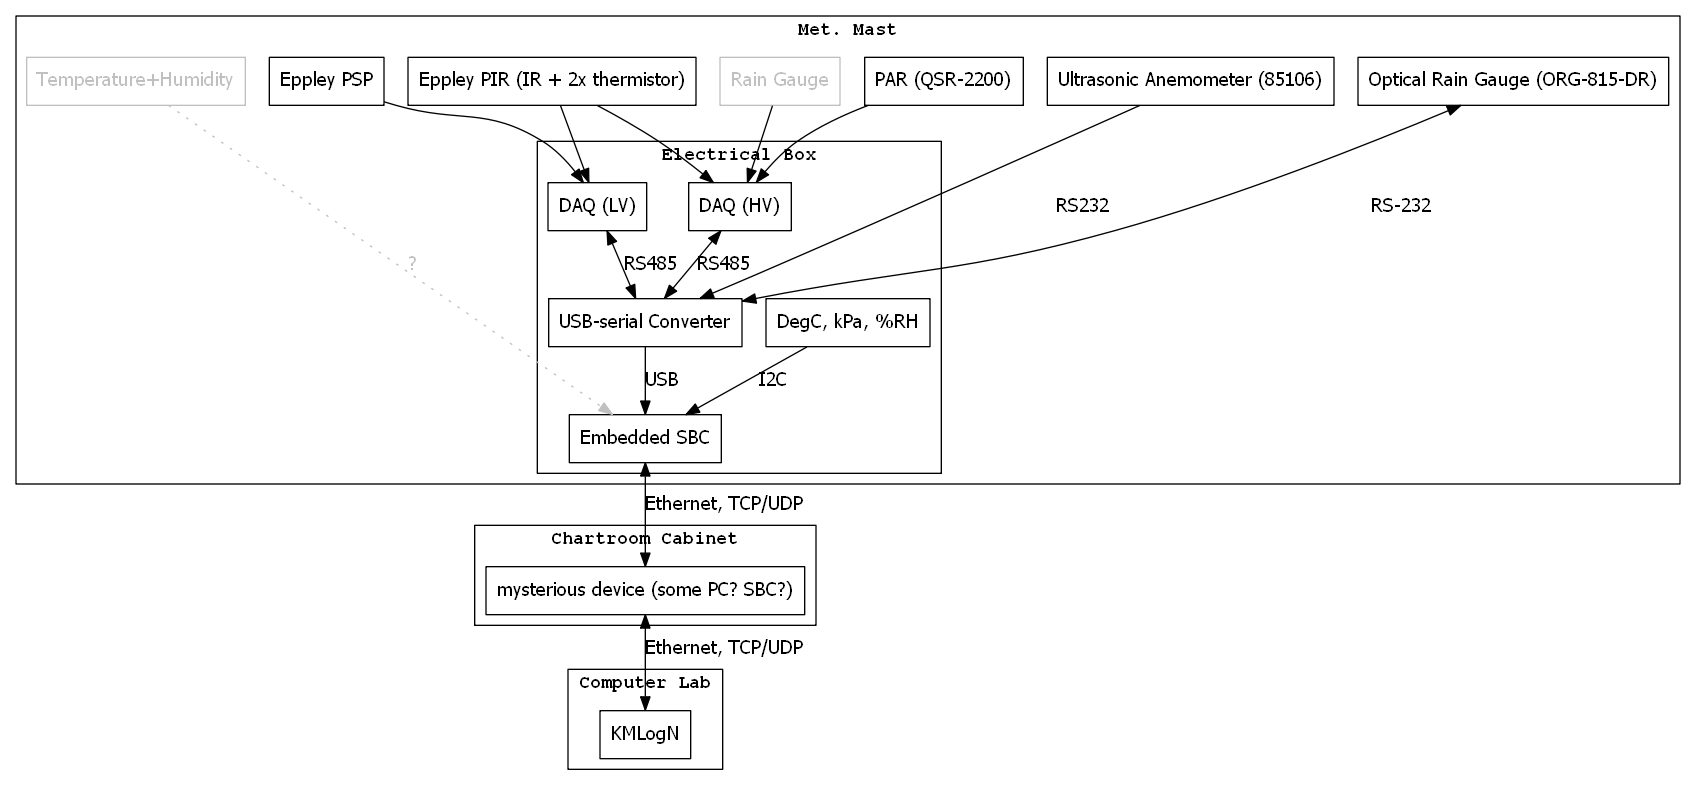 Met. Mast
Temperature+Humidity
Eppley PSP
Eppley PIR (IR + 2x thermistor)
Rain Gauge
PAR (QSR-2200)
Ultrasonic Anemometer (85106)
Optical Rain Gauge (ORG-815-DR)
Electrical Box
DAQ (LV)
DAQ (HV)
RS232
RS-232
?
RS485
RS485
USB-serial Converter
DegC, kPa, %RH
USB
I2C
Embedded SBC
Ethernet, TCP/UDP
Chartroom Cabinet
mysterious device (some PC? SBC?)
Ethernet, TCP/UDP
Computer Lab
KMLogN